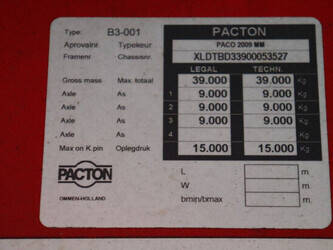 Type: B3-001 PACTON
Aprovalnr. Typekeur PACO 2009 MM
Framenr. Chassisnr. XLDTBD33900053527
LEGAL TECHN.
Gross mass Max. totaal 39.000 39.000 Kg
Axle As 1 9.000 9.000 Kg
Axle As 2 9.000 9.000 Kg
Axle As 3 9.000 9.000 Kg
Axle As 4 Kg
Max on K.pin Oplegdruk 15.000 15.000 Kg
PACTON
OMMEN-HOLLAND
L m
W m
bmin/bmax m